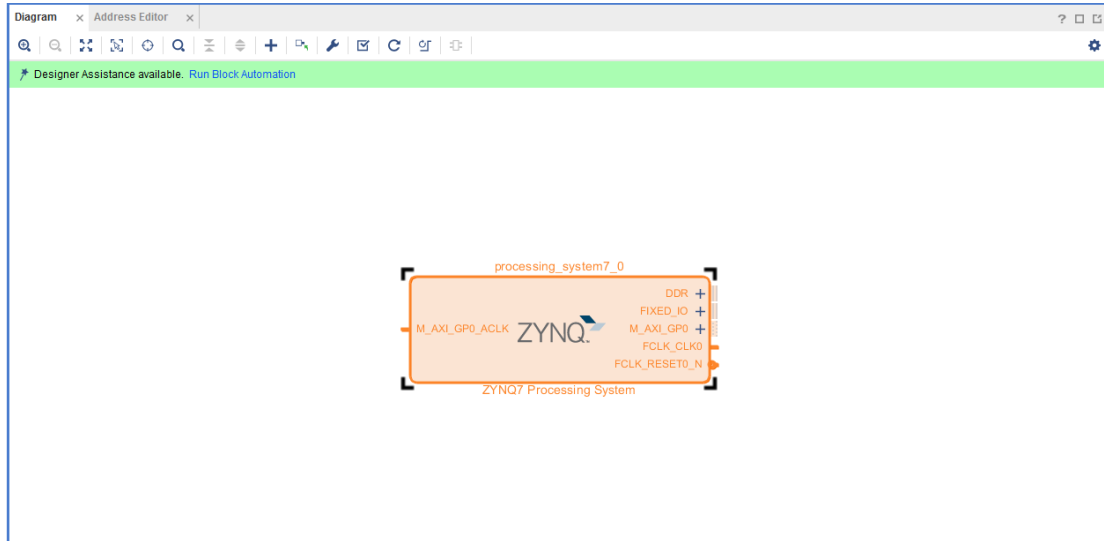 Diagram × Address Editor ×
Designer Assistance available. Run Block Automation
processing_system7_0
DDR
FIXED_IO
M_AXI_GP0_ACLK ZYNQ. M_AXI_GP0
FCLK_CLK0
FCLK_RESET0_N
ZYNQ7 Processing System